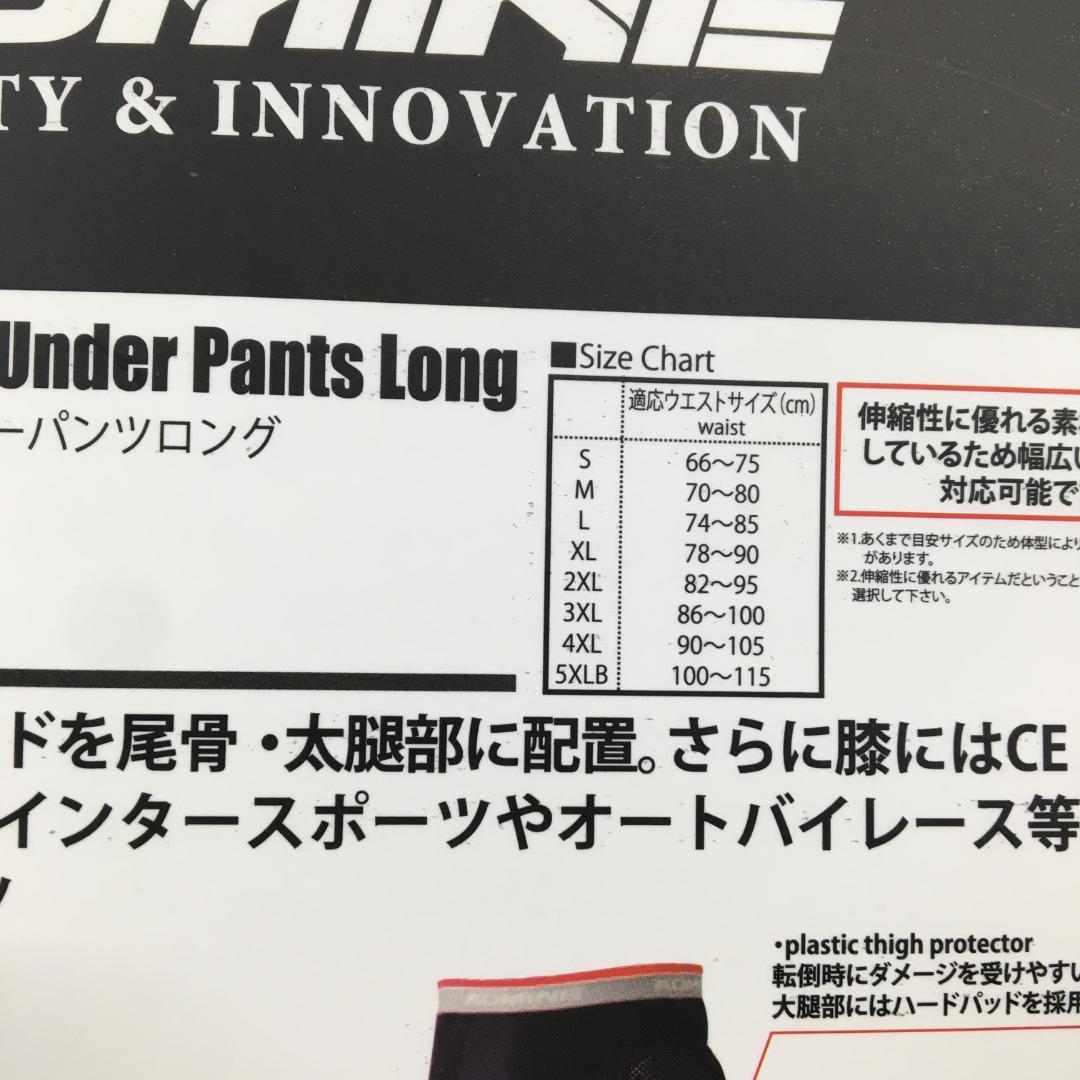 TY & INNOVATION
Under Pants Long
ーパンツロング
■Size Chart
適応ウエストサイズ(cm)
waist
S 66～75
M 70～80
L 74～85
XL 78～90
2XL 82～95
3XL 86～100
4XL 90～105
5XLB 100～115
伸縮性に優れる素
しているため幅広い
対応可能で
※1.あくまで目安サイズのため体型により
があります。
※2.伸縮性に優れるアイテムだということ
選択して下さい。
ドを尾骨・太腿部に配置。さらに膝にはCE
インタースポーツやオートバイレース等
KOMINE
・plastic thigh protector
転倒時にダメージを受けやすい
大腿部にはハードパッドを採用